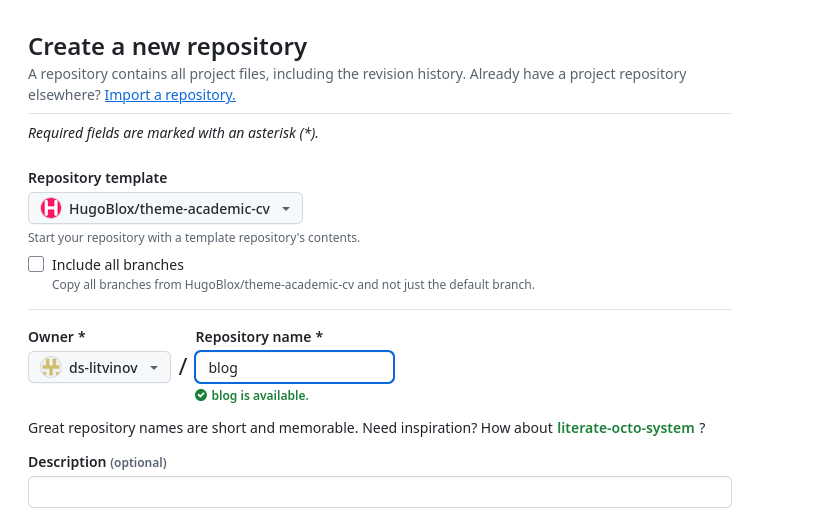 Create a new repository
A repository contains all project files, including the revision history. Already have a project repository
elsewhere? Import a repository.
Required fields are marked with an asterisk (*).
Repository template
HugoBlox/theme-academic-cv
Start your repository with a template repository's contents.
Include all branches
Copy all branches from HugoBlox/theme-academic-cv and not just the default branch.
Owner * Repository name *
ds-litvinov / blog
blog is available.
Great repository names are short and memorable. Need inspiration? How about literate-octo-system ?
Description (optional)